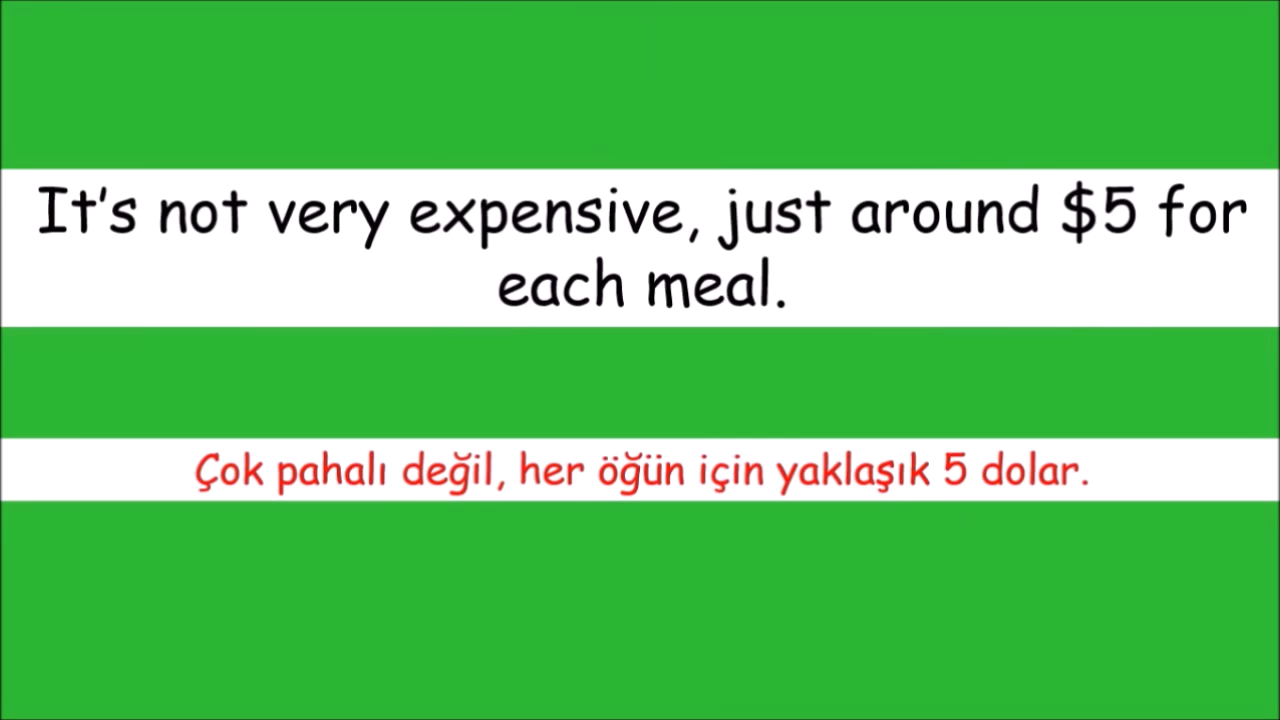 It’s not very expensive, just around $5 for
each meal.
Çok pahalı değil, her öğün için yaklaşık 5 dolar.